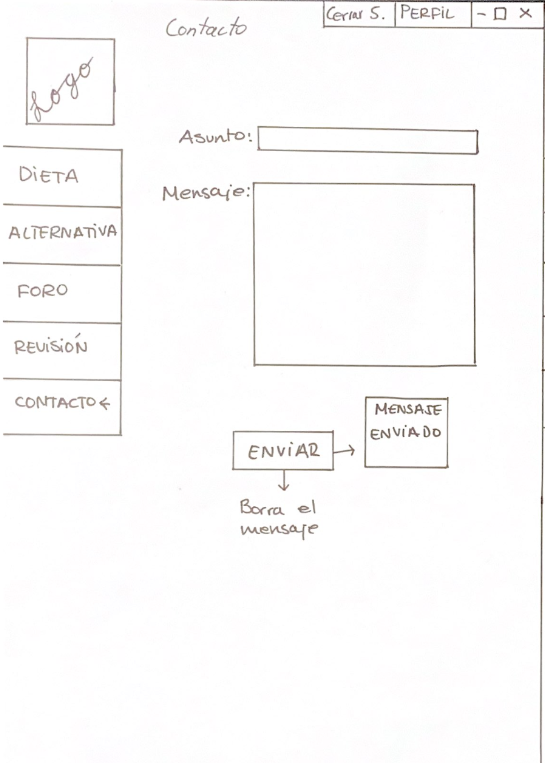 Contacto
Cerrar S.
PERFIL
- □ ×
Logo
Asunto:
DiETA
Mensaje:
ALTERNATiVA
FORO
REViSiÓN
CONTACTO ←
MENSAJE
ENViADO
ENViAR →
↓
Borra el
mensaje